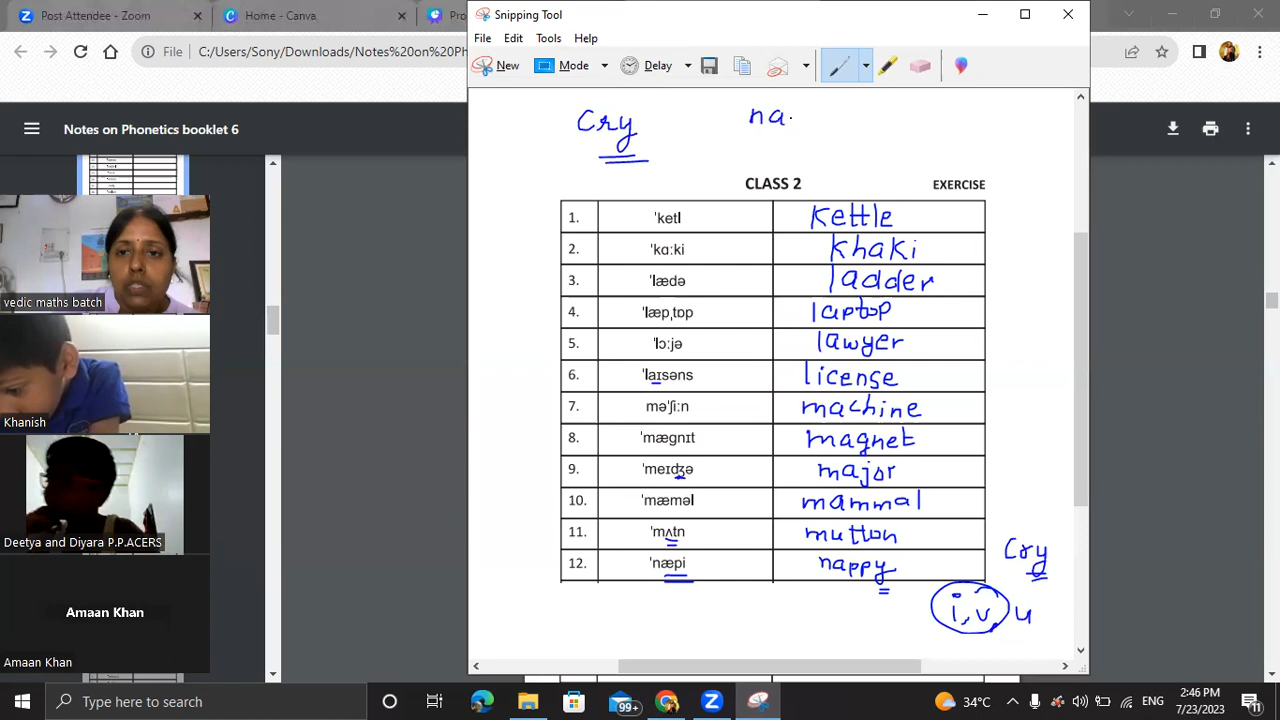 Post Attendee - Zoom
Home - Canva
Pro
Snipping Tool
File
C:/Users/Sony/Downloads/Notes%20on%20Ph
File Edit Tools Help
New Mode Delay
Notes on Phonetics booklet 6
Cry na
CLASS 2 EXERCISE
1. ˈketl kettle
2. ˈkɑːki khaki
3. ˈlædə ladder
4. ˈlæpˌtɒp laptop
5. ˈlɔːjə lawyer
6. ˈlaɪsəns license
7. məˈʃiːn machine
8. ˈmægnɪt magnet
9. ˈmeɪʤə major
10. ˈmæməl mammal
11. ˈmʌtn mutton
12. ˈnæpi nappy
Cry
i, v, u
vedic maths batch
Khanish
Deetya and Diyara P.P.ACERS
Amaan Khan
Amaan Khan
Type here to search
99+
34°C
ENG
2:46 PM
7/23/2023
11